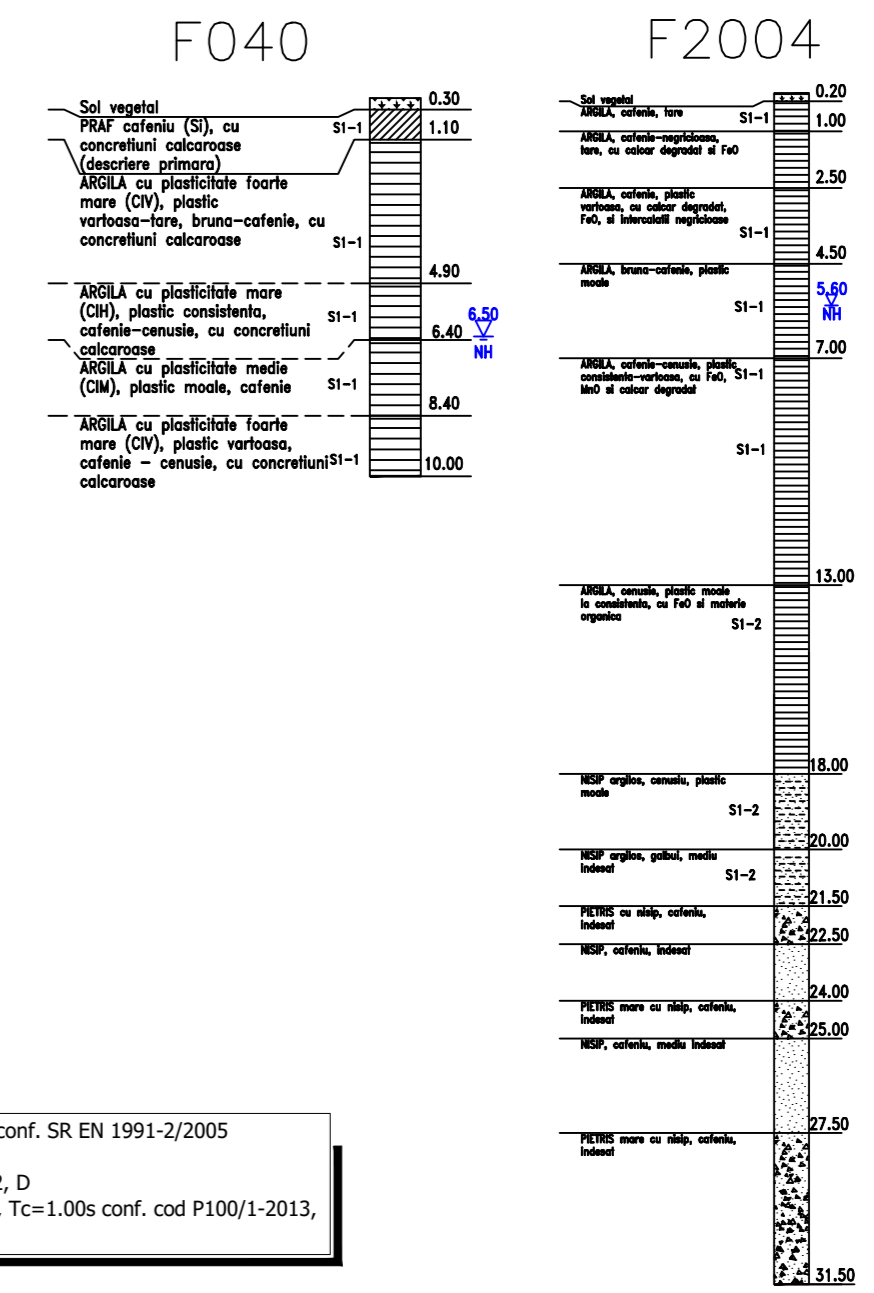 F040
Sol vegetal
0.30
PRAF cafeniu (Si), cu
S1-1
1.10
concretiuni calcaroase
(descriere primara)
ARGILA cu plasticitate foarte
mare (CIV), plastic
vartoasa-tare, bruna-cafenie, cu
concretiuni calcaroase
S1-1
4.90
ARGILA cu plasticitate mare
(CIH), plastic consistenta,
S1-1
cafenie-cenusie, cu concretiuni
calcaroase
6.40
6.50
NH
ARGILA cu plasticitate medie
(CIM), plastic moale, cafenie
S1-1
8.40
ARGILA cu plasticitate foarte
mare (CIV), plastic vartoasa,
cafenie - cenusie, cu concretiuni
S1-1
calcaroase
10.00
F2004
Sol vegetal
0.20
ARGILA, cafenie, tare
S1-1
1.00
ARGILA, cafenie-negricioasa,
tare, cu calcar degradat si FeO
2.50
ARGILA, cafenie, plastic
vartoasa, cu calcar degradat,
FeO, si intercalatii negricioase
S1-1
4.50
ARGILA, bruna-cafenie, plastic
moale
S1-1
5.60
NH
7.00
ARGILA, cafenie-cenusie, plastic
consistenta-vartoasa, cu FeO,
S1-1
MnO si calcar degradat
S1-1
13.00
ARGILA, cenusie, plastic moale
la consistenta, cu FeO si materie
organica
S1-2
18.00
NISIP argilos, cenusiu, plastic
moale
S1-2
20.00
NISIP argilos, galbui, mediu
indesat
S1-2
21.50
PIETRIS cu nisip, cafeniu,
indesat
22.50
NISIP, cafeniu, indesat
24.00
PIETRIS mare cu nisip, cafeniu,
indesat
25.00
NISIP, cafeniu, mediu indesat
27.50
PIETRIS mare cu nisip, cafeniu,
indesat
31.50
conf. SR EN 1991-2/2005
, D
, Tc=1.00s conf. cod P100/1-2013,